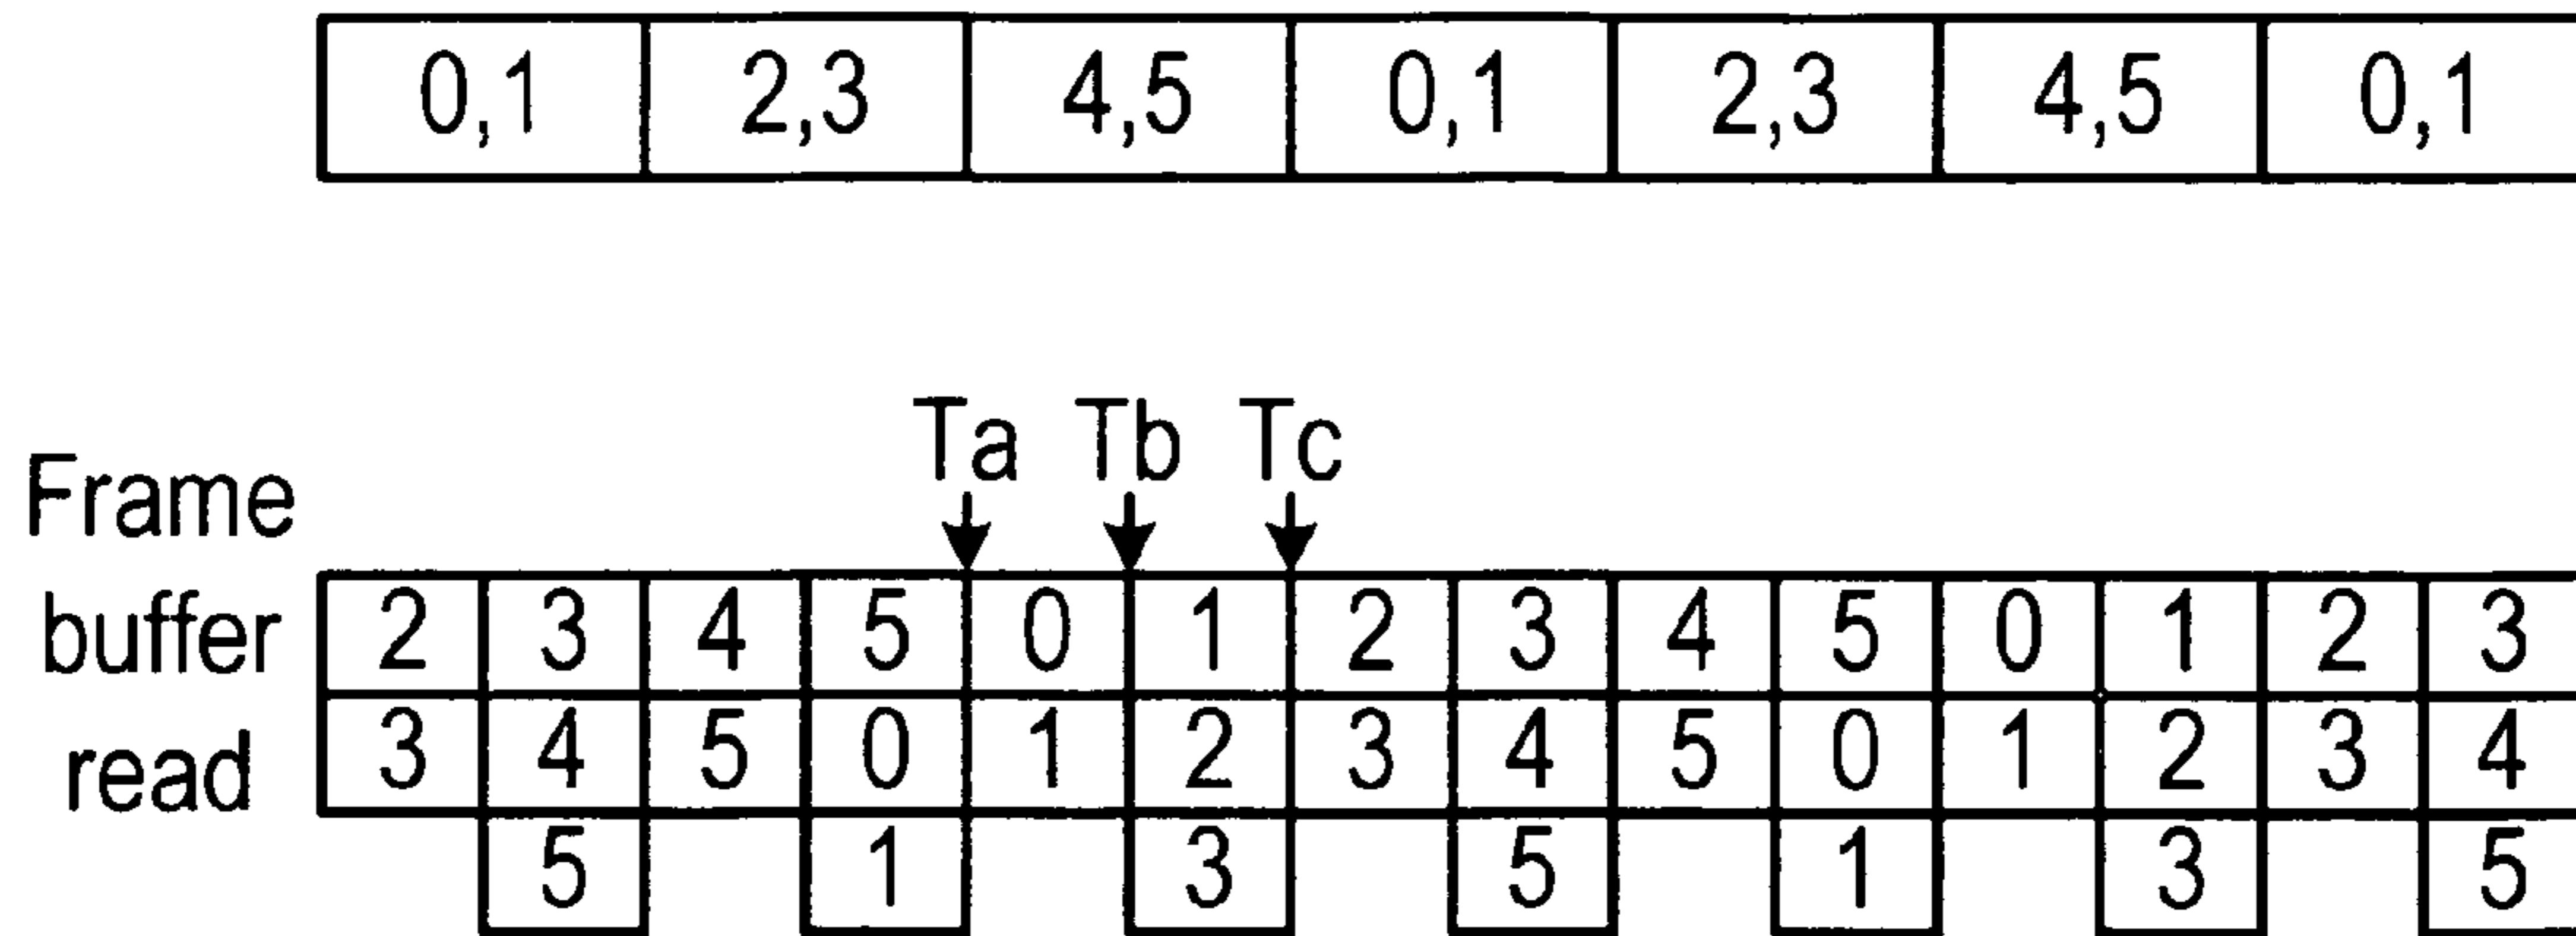 0,1 2,3 4,5 0,1 2,3 4,5 0,1
Ta Tb Tc
Frame buffer read
2 3 4 5 0 1 2 3 4 5 0 1 2 3
3 4 5 0 1 2 3 4 5 0 1 2 3 4
5 1 3 5 1 3 5